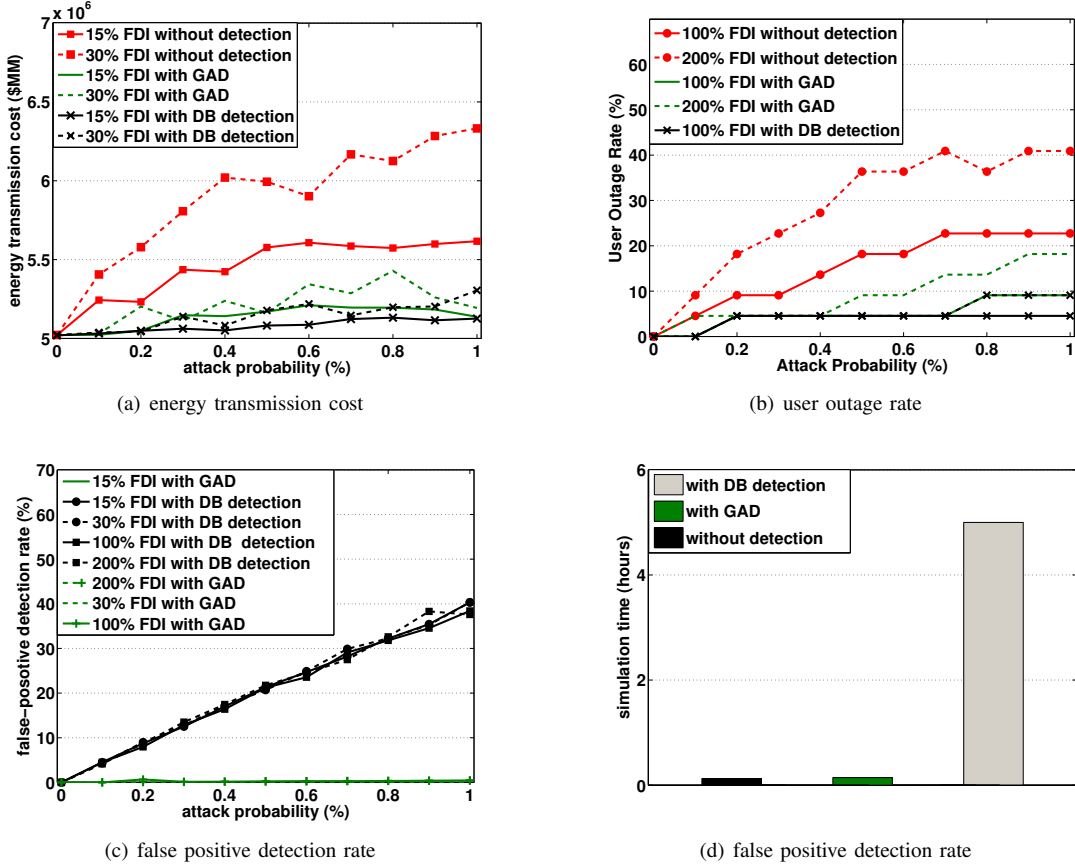 7 x 10^6
6.5
6
5.5
5
energy transmission cost ($MM)
15% FDI without detection
30% FDI without detection
15% FDI with GAD
30% FDI with GAD
15% FDI with DB detection
30% FDI with DB detection
0 0.2 0.4 0.6 0.8 1
attack probability (%)
(a) energy transmission cost
60
50
40
30
20
10
0
User Outage Rate (%)
100% FDI without detection
200% FDI without detection
100% FDI with GAD
200% FDI with GAD
100% FDI with DB detection
0 0.2 0.4 0.6 0.8 1
Attack Probability (%)
(b) user outage rate
70
60
50
40
30
20
10
0
false-posotive detection rate (%)
15% FDI with GAD
15% FDI with DB detection
30% FDI with DB detection
100% FDI with DB detection
200% FDI with DB detection
200% FDI with GAD
30% FDI with GAD
100% FDI with GAD
0 0.2 0.4 0.6 0.8 1
attack probability (%)
(c) false positive detection rate
6
4
2
0
simulation time (hours)
with DB detection
with GAD
without detection
(d) false positive detection rate